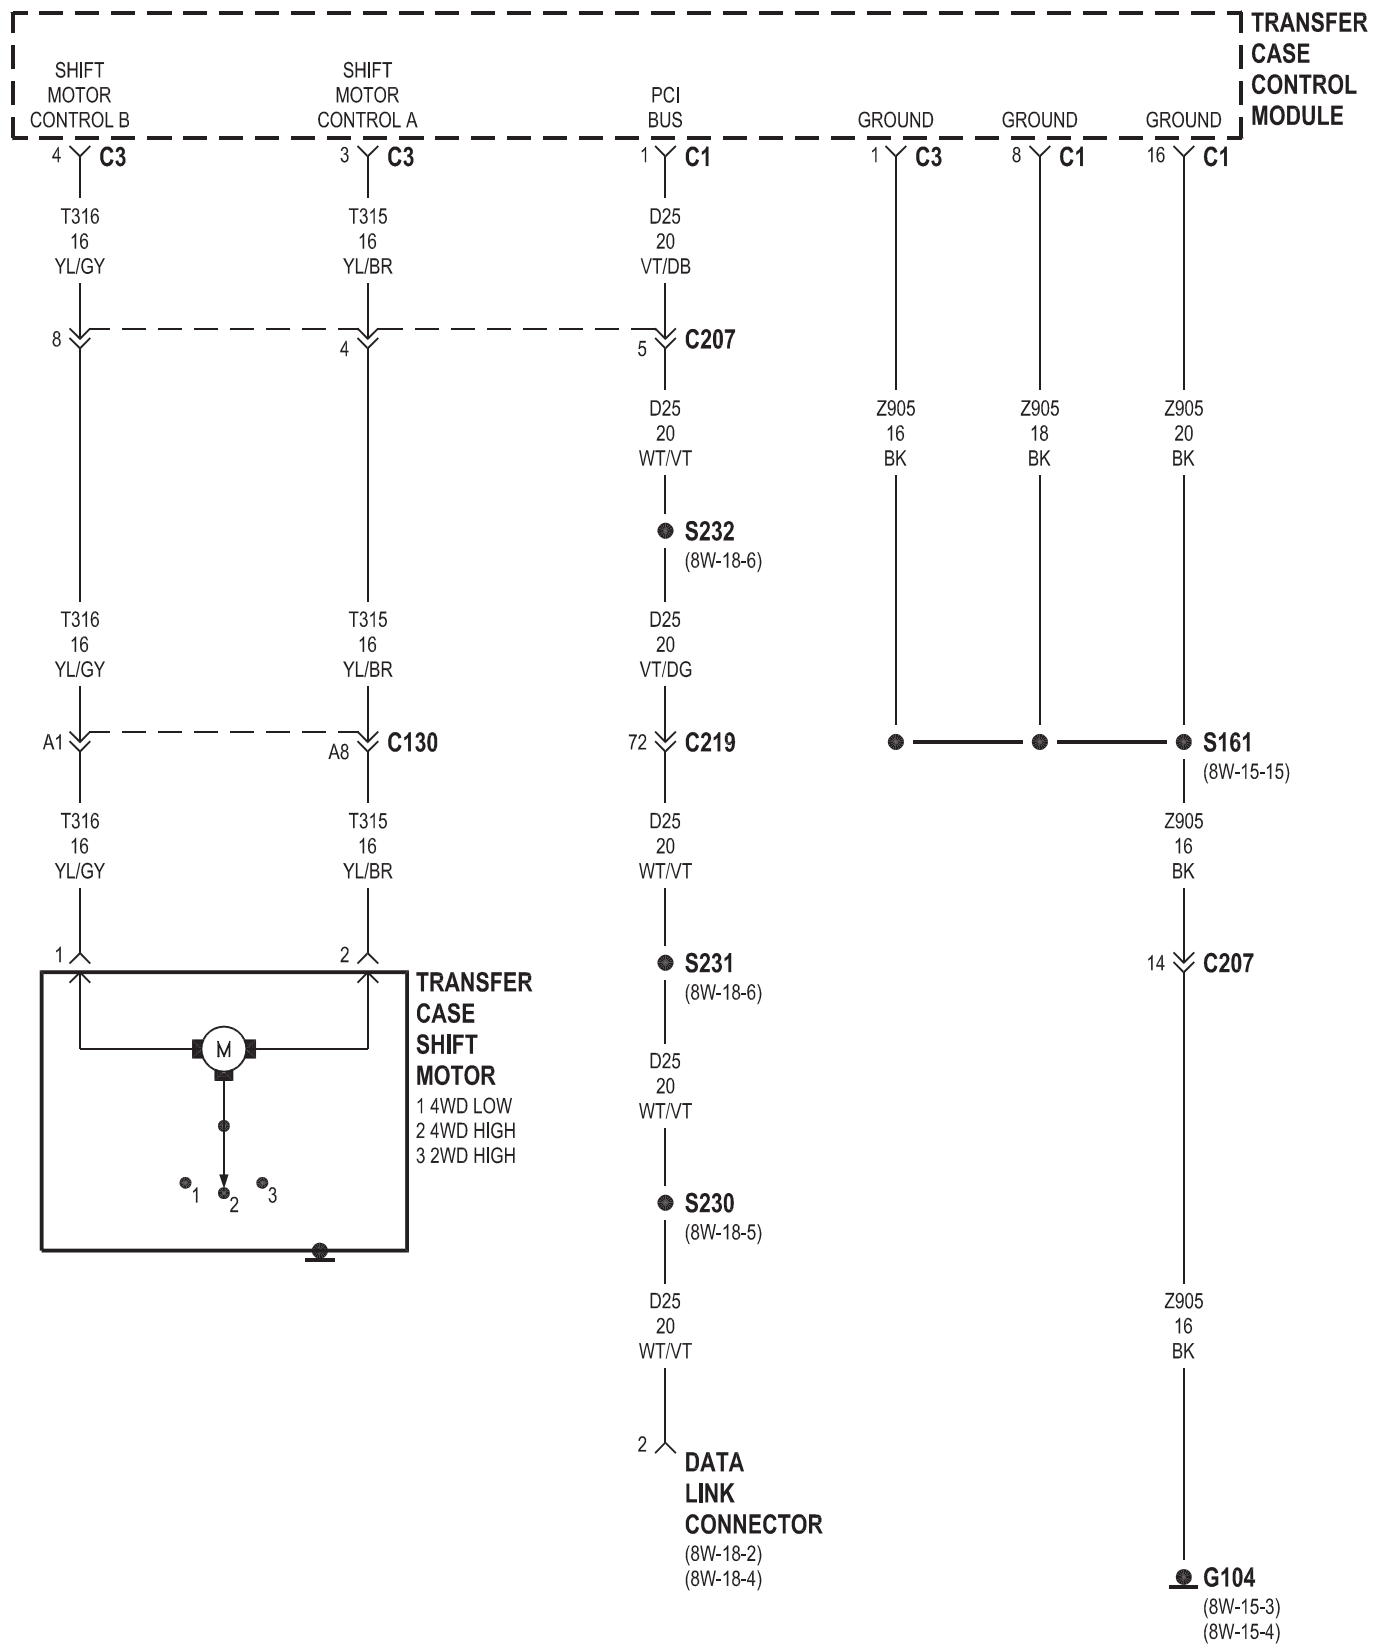 TRANSFER
CASE
CONTROL
MODULE
SHIFT
MOTOR
CONTROL B
SHIFT
MOTOR
CONTROL A
PCI
BUS
GROUND
GROUND
GROUND
4 C3
3 C3
1 C1
1 C3
8 C1
16 C1
T316
16
YL/GY
T315
16
YL/BR
D25
20
VT/DB
8
4
5 C207
D25
20
WT/VT
Z905
16
BK
Z905
18
BK
Z905
20
BK
S232
(8W-18-6)
T316
16
YL/GY
T315
16
YL/BR
D25
20
VT/DG
A1
A8 C130
72 C219
S161
(8W-15-15)
T316
16
YL/GY
T315
16
YL/BR
D25
20
WT/VT
Z905
16
BK
1
2
S231
(8W-18-6)
14 C207
TRANSFER
CASE
SHIFT
MOTOR
1 4WD LOW
2 4WD HIGH
3 2WD HIGH
M
1
2
3
D25
20
WT/VT
S230
(8W-18-5)
D25
20
WT/VT
Z905
16
BK
2
DATA
LINK
CONNECTOR
(8W-18-2)
(8W-18-4)
G104
(8W-15-3)
(8W-15-4)